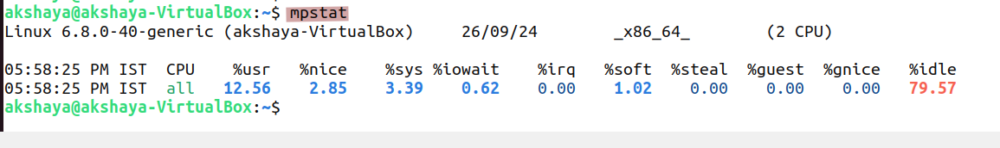 akshaya@akshaya-VirtualBox:~$ mpstat
Linux 6.8.0-40-generic (akshaya-VirtualBox) 26/09/24 _x86_64_ (2 CPU)
05:58:25 PM IST CPU %usr %nice %sys %iowait %irq %soft %steal %guest %gnice %idle
05:58:25 PM IST all 12.56 2.85 3.39 0.62 0.00 1.02 0.00 0.00 0.00 79.57
akshaya@akshaya-VirtualBox:~$